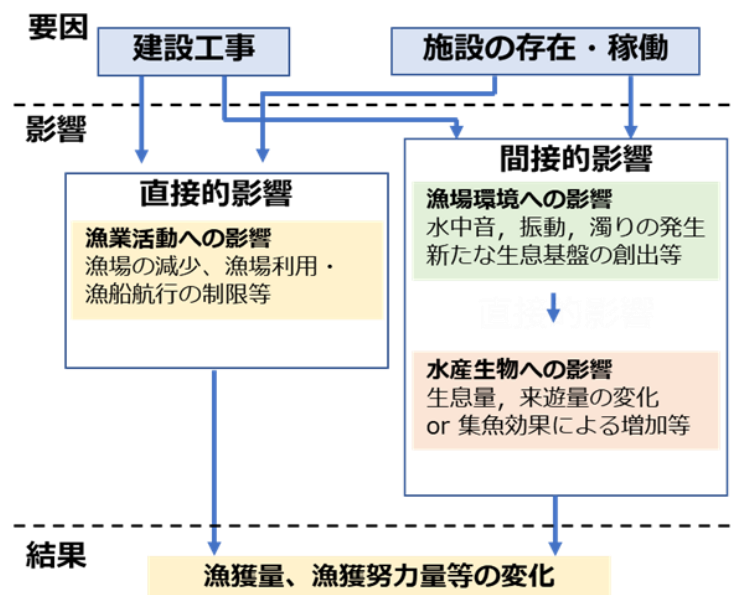 要因
建設工事
施設の存在・稼働
影響
直接的影響
漁業活動への影響
漁場の減少、漁場利用・
漁船航行の制限等
間接的影響
漁場環境への影響
水中音，振動，濁りの発生
新たな生息基盤の創出等
直接的影響
水産生物への影響
生息量，来遊量の変化
or 集魚効果による増加等
結果
漁獲量、漁獲努力量等の変化